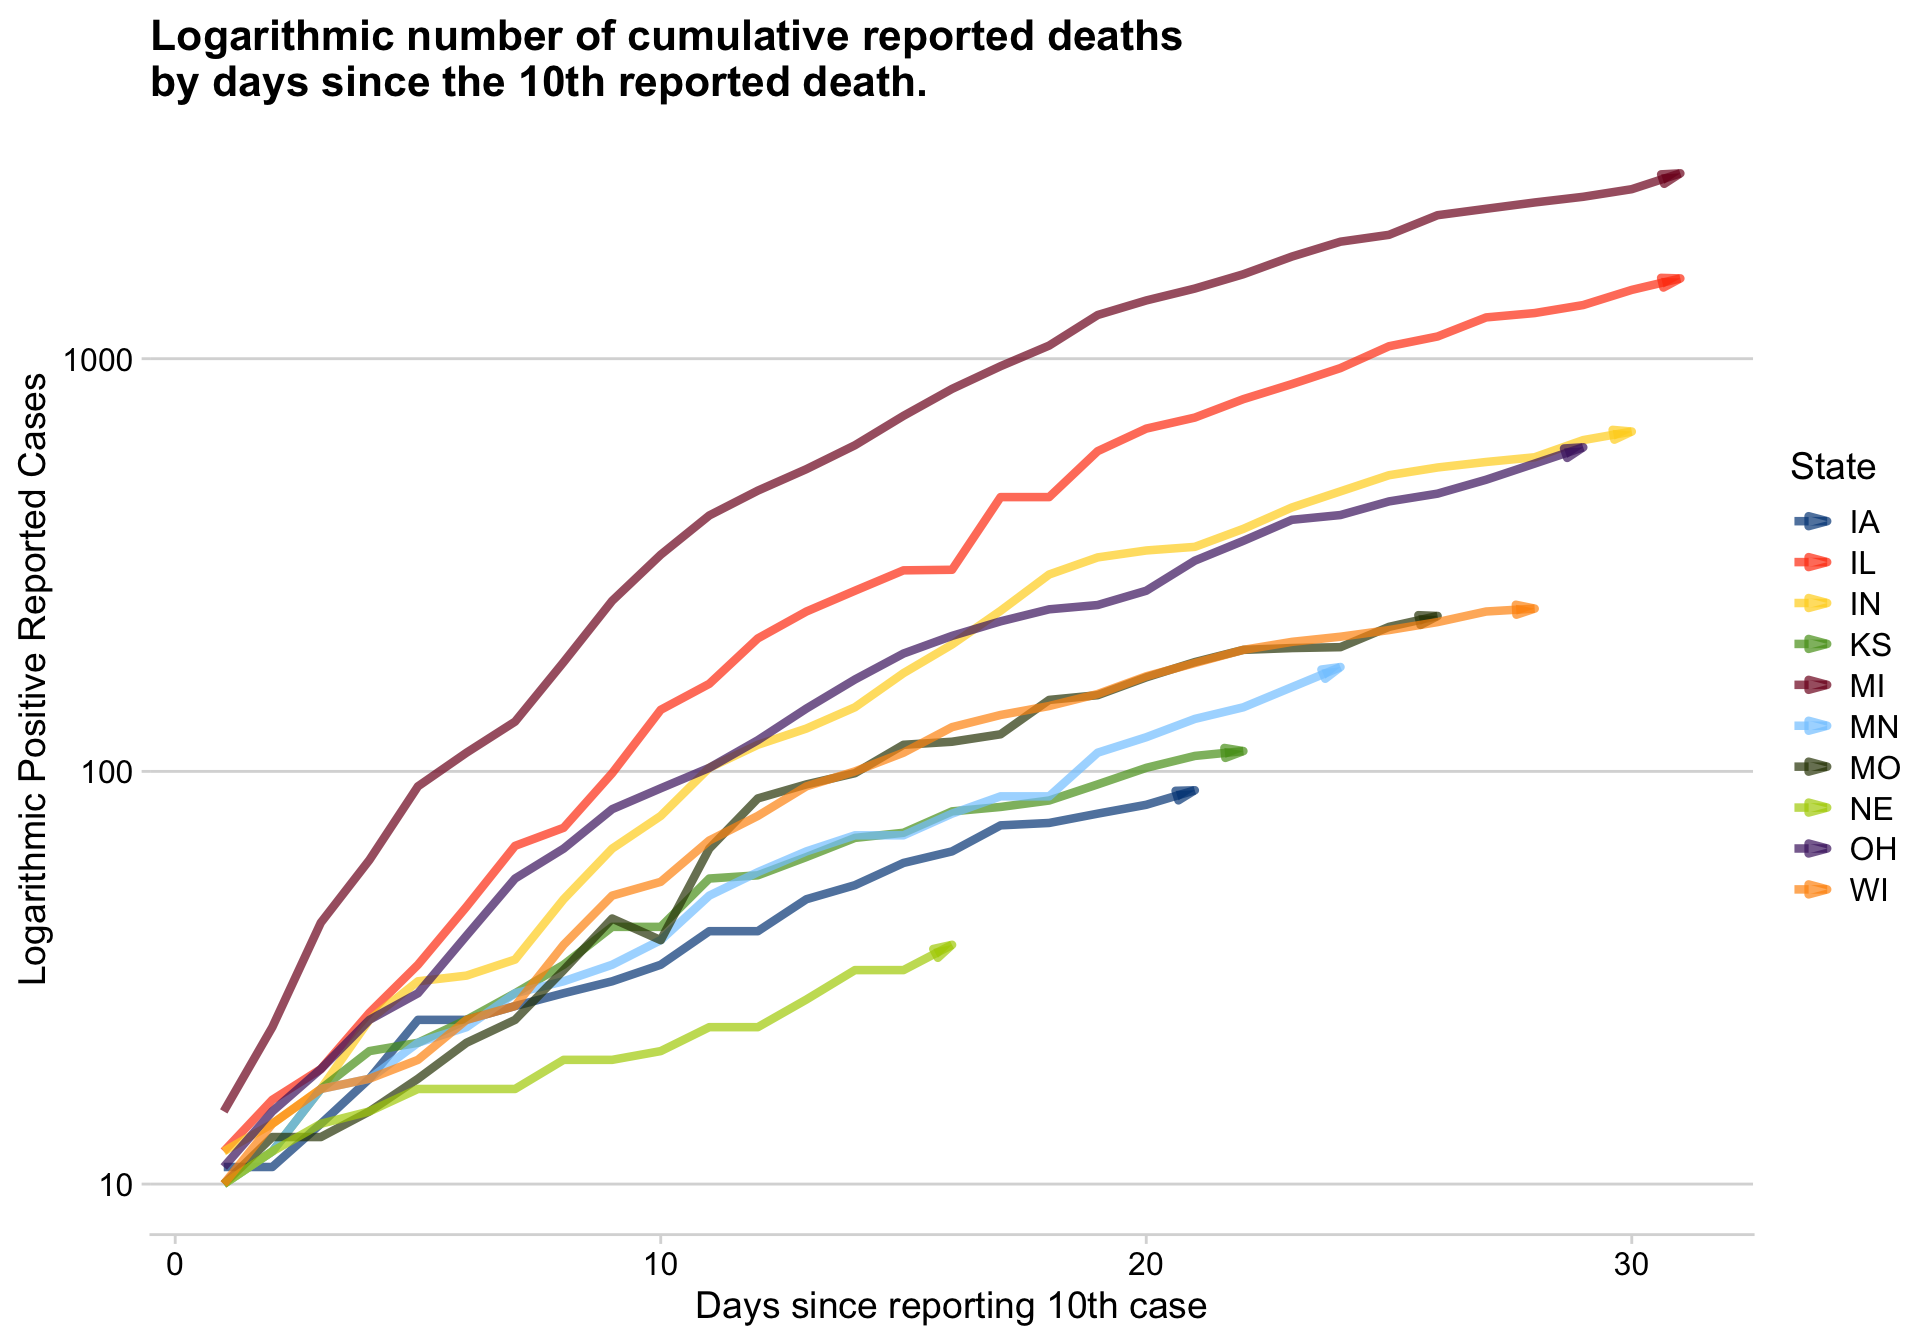 Logarithmic number of cumulative reported deaths
by days since the 10th reported death.
Logarithmic Positive Reported Cases
1000
100
10
0
10
20
30
Days since reporting 10th case
State
IA
IL
IN
KS
MI
MN
MO
NE
OH
WI